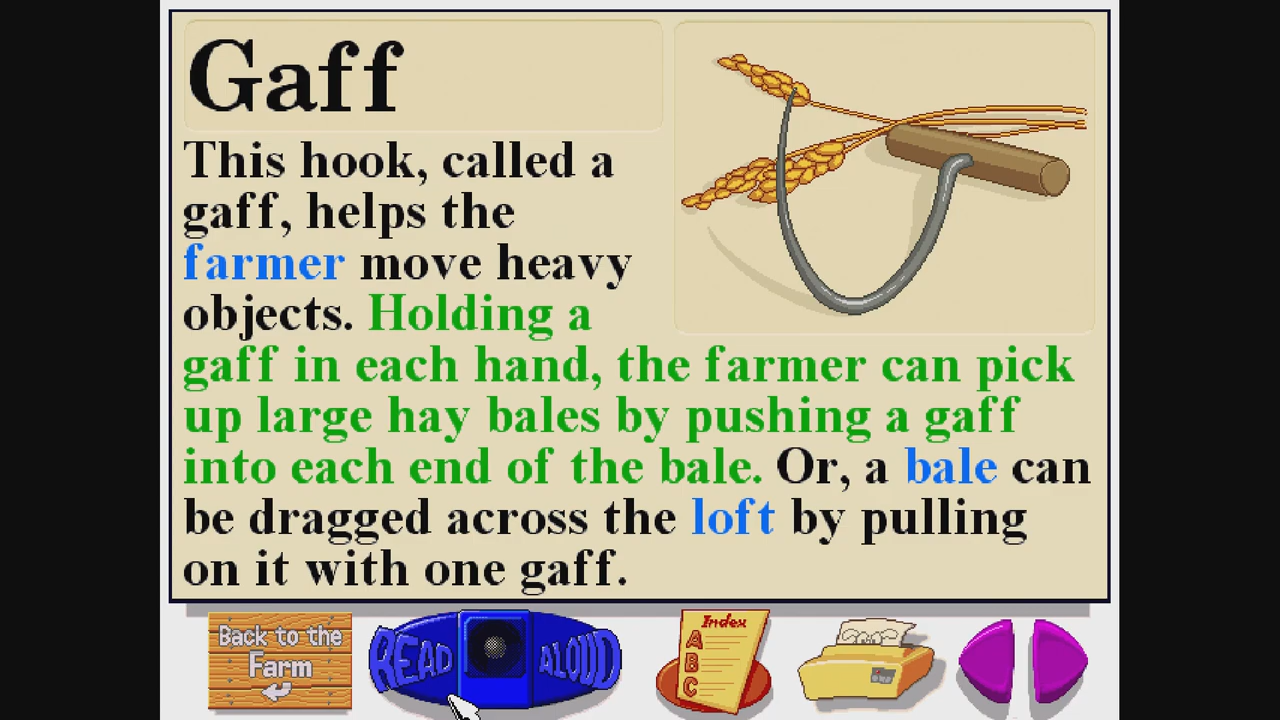 Gaff
This hook, called a
gaff, helps the
farmer move heavy
objects. Holding a
gaff in each hand, the farmer can pick
up large hay bales by pushing a gaff
into each end of the bale. Or, a bale can
be dragged across the loft by pulling
on it with one gaff.
Back to the
Farm
READ ALOUD
Index
A
B
C